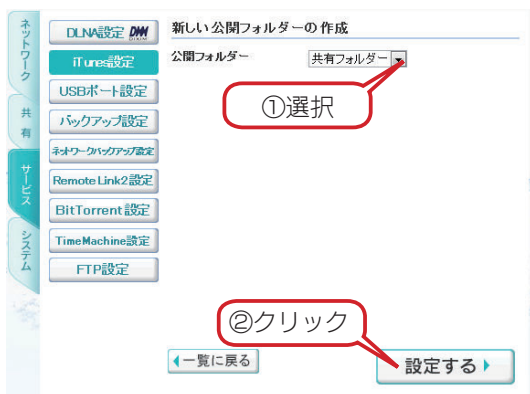 ネットワーク
共有
サービス
システム
DLNA設定 DiXiM
iTunes設定
USBポート設定
バックアップ設定
ネットワークバックアップ設定
Remote Link2設定
BitTorrent設定
TimeMachine設定
FTP設定
新しい公開フォルダーの作成
公開フォルダー 共有フォルダー
①選択
②クリック
一覧に戻る
設定する